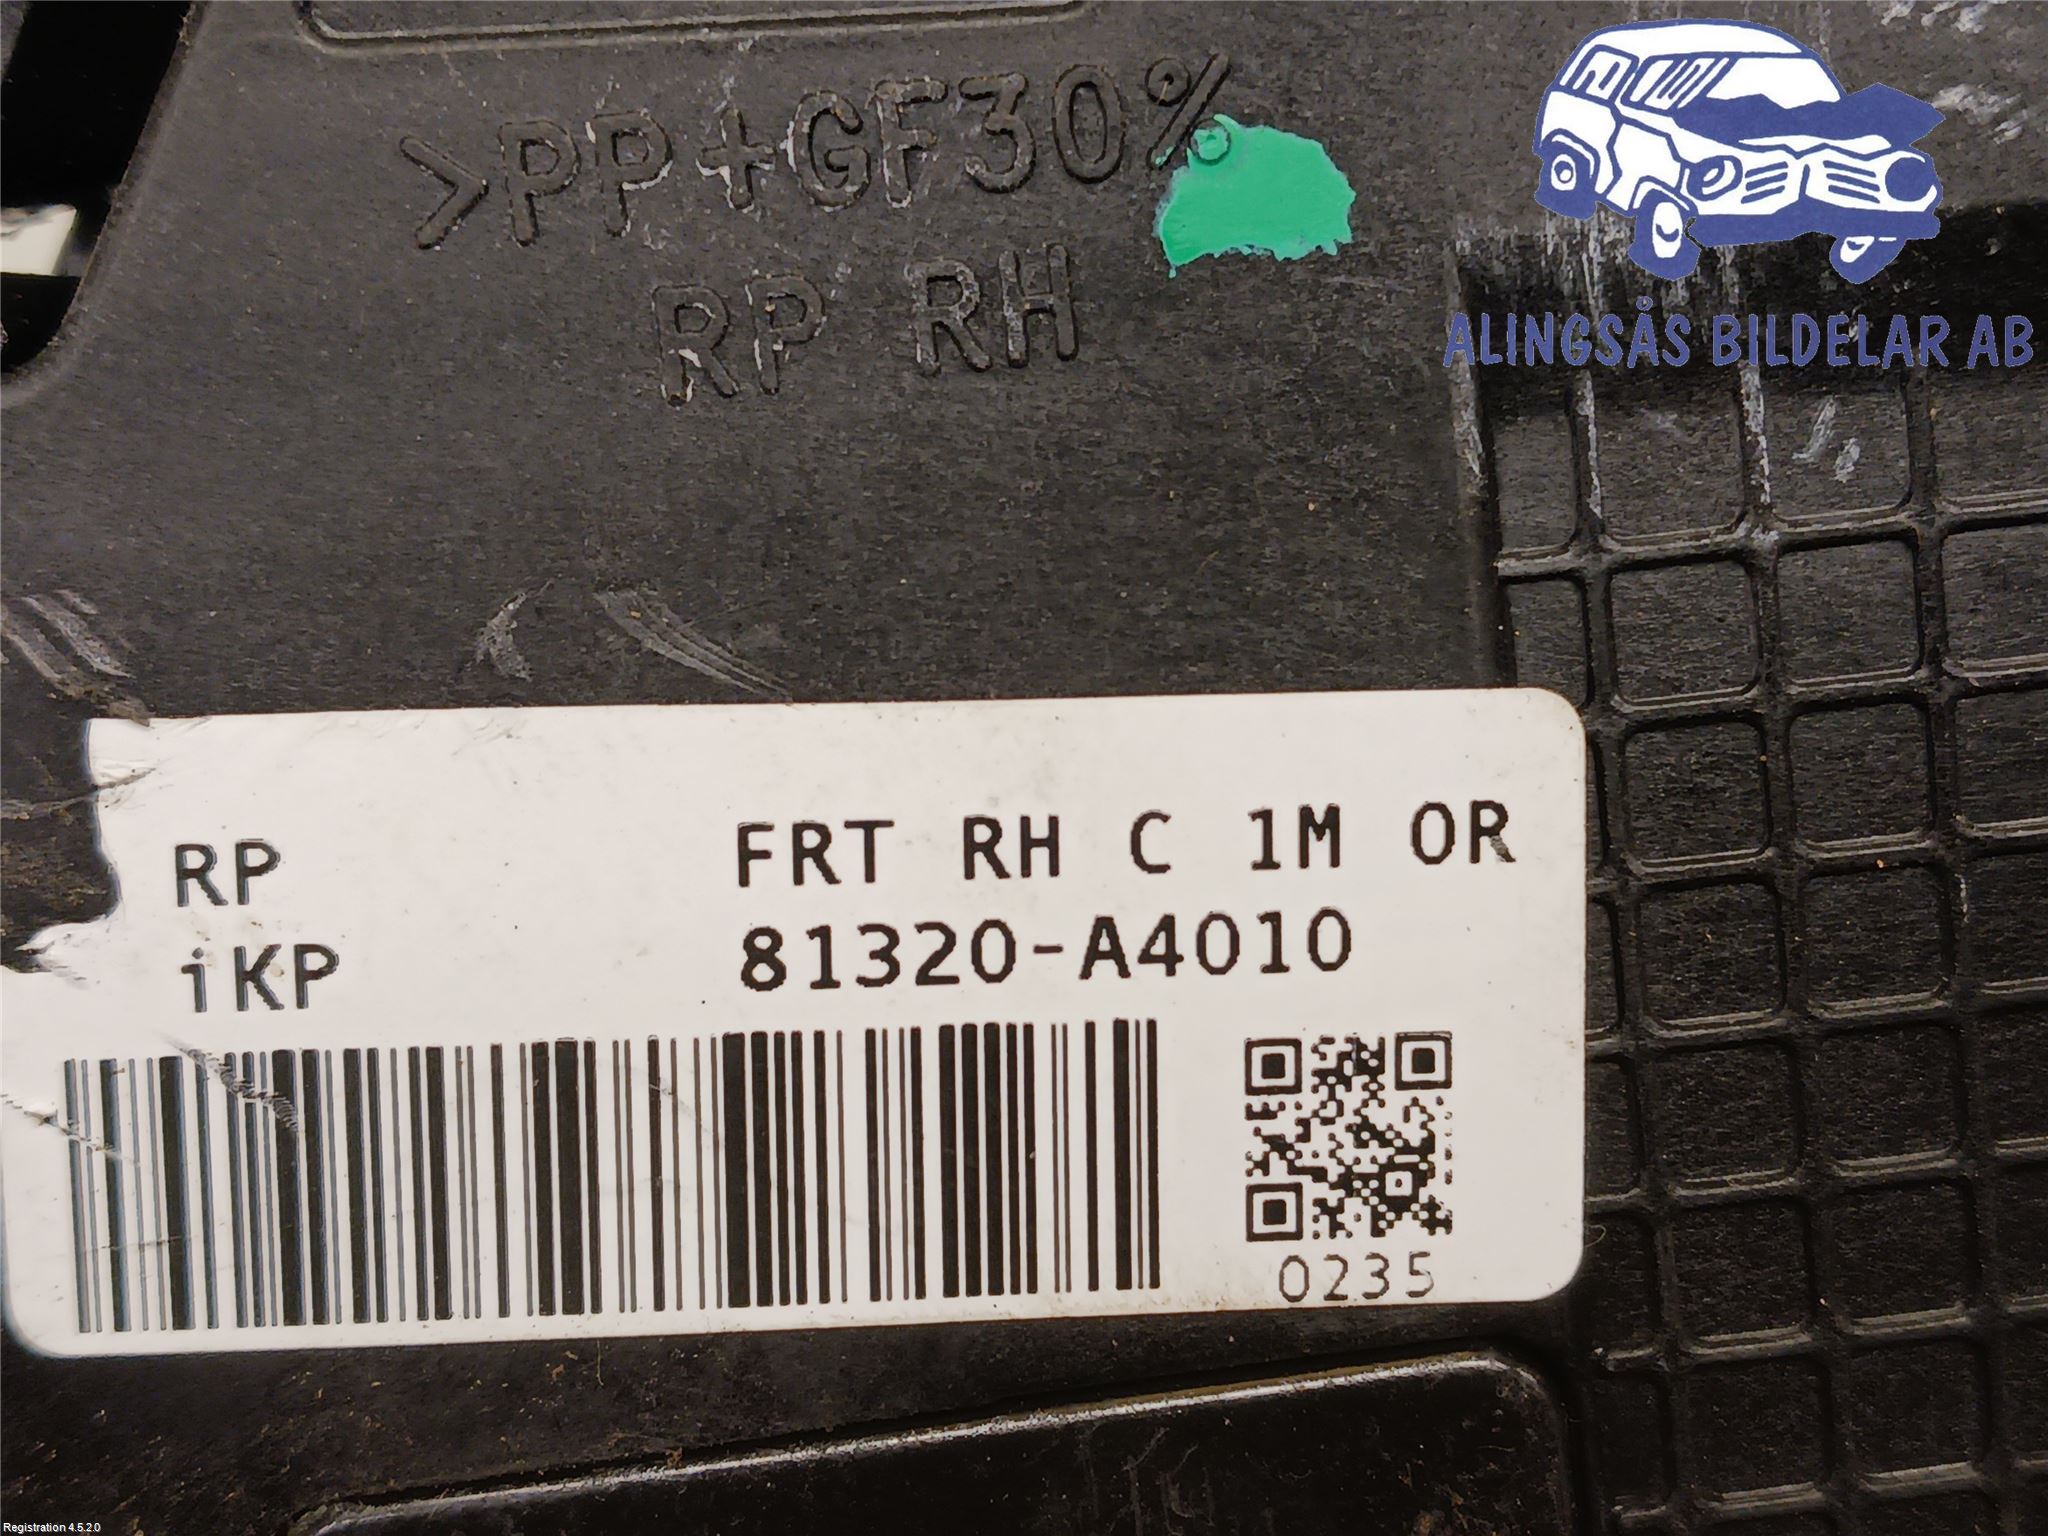 >PP+GF30%
RP RH
ALINGSÅS BILDELAR AB
RP FRT RH C 1M OR
iKP 81320-A4010
0235
Registration 4.5.2.0